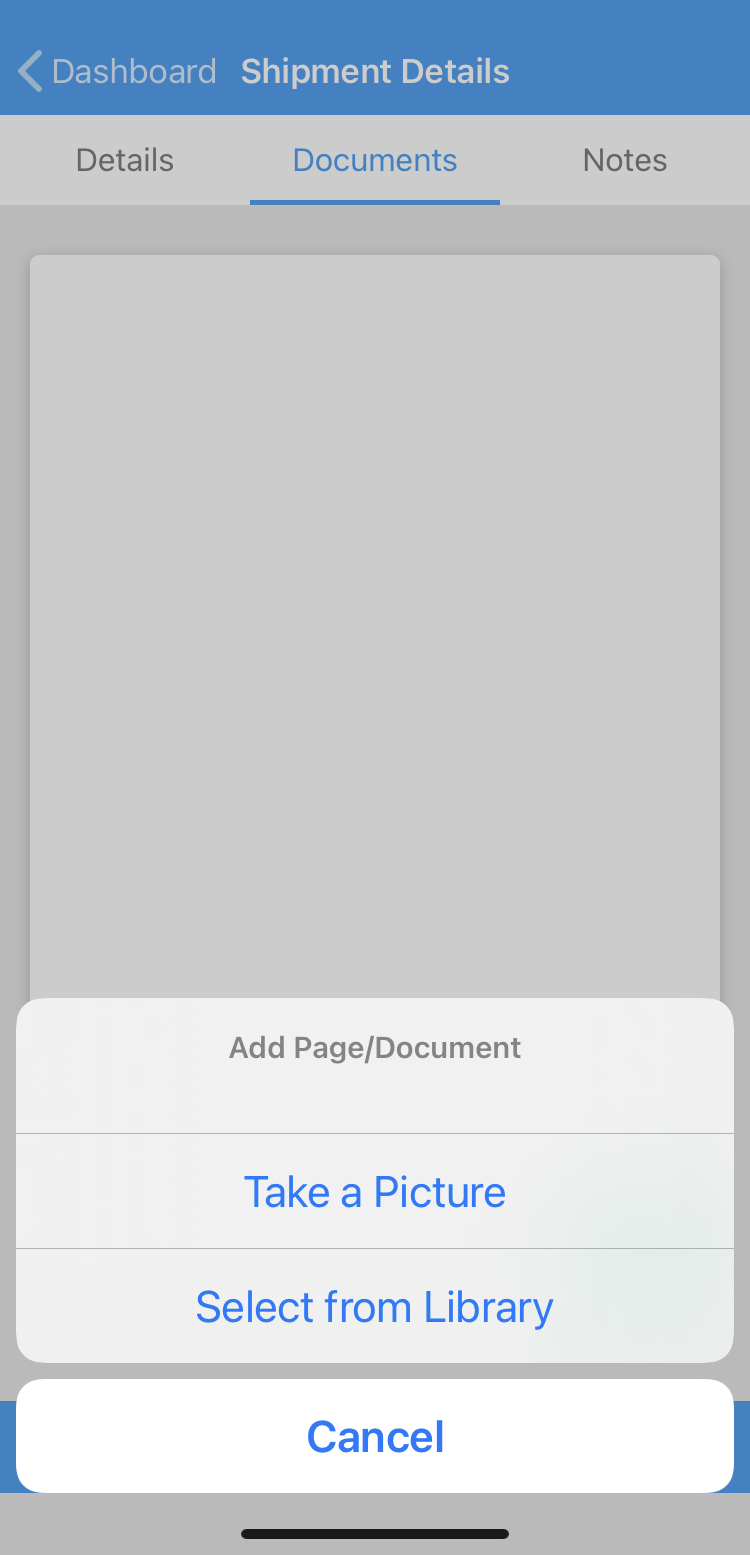 Dashboard Shipment Details
Details Documents Notes
Add Page/Document
Take a Picture
Select from Library
Cancel